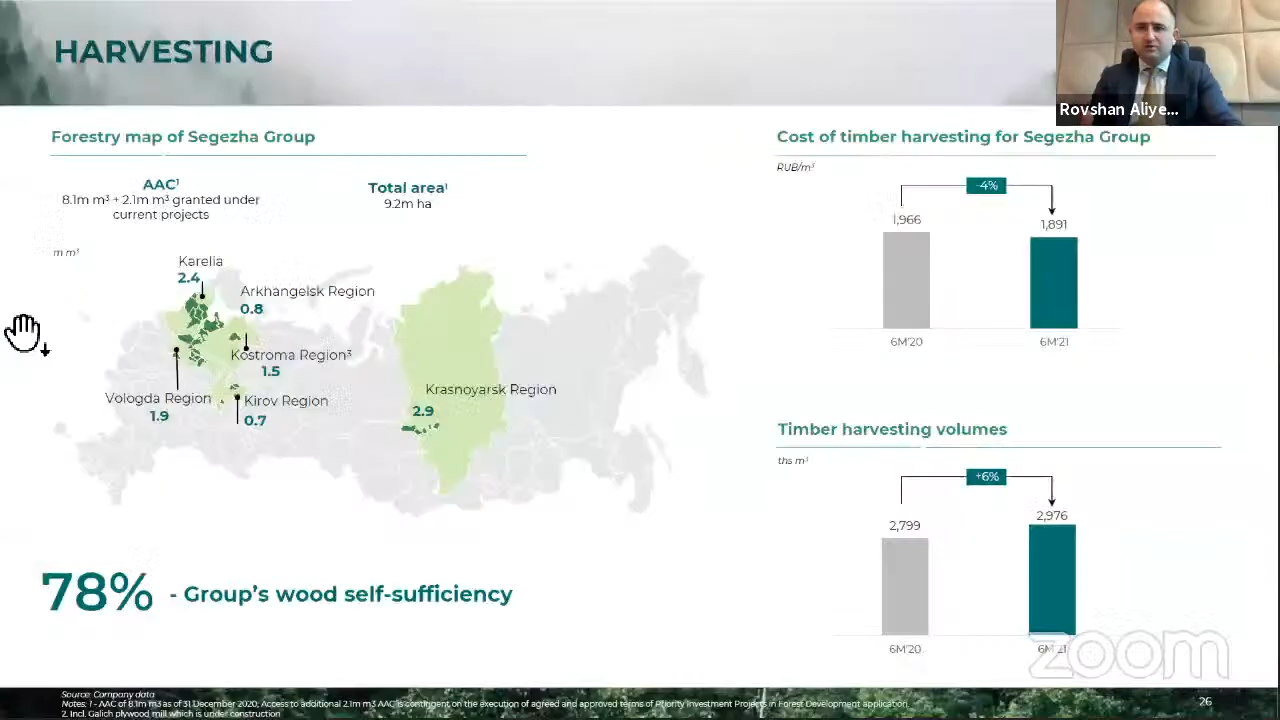 HARVESTING
Rovshan Aliye...
Forestry map of Segezha Group
AAC¹
8.1m m³ + 2.1m m³ granted under
current projects
Total area¹
9.2m ha
m m³
Karelia
2.4
Arkhangelsk Region
0.8
Kostroma Region³
1.5
Vologda Region
1.9
Kirov Region
0.7
Krasnoyarsk Region
2.9
78% - Group's wood self-sufficiency
Cost of timber harvesting for Segezha Group
RUB/m³
-4%
1,966
1,891
6M'20
6M'21
Timber harvesting volumes
ths m³
+6%
2,799
2,976
6M'20
6M'21
zoom
Source: Company data
Notes: 1 - AAC of 8.1m m3 as of 31 December 2020; Access to additional 2.1m m3 AAC is contingent on the execution of agreed and approved terms of Priority Investment Projects in Forest Development application.
2. Incl. Galich plywood mill which is under construction
26